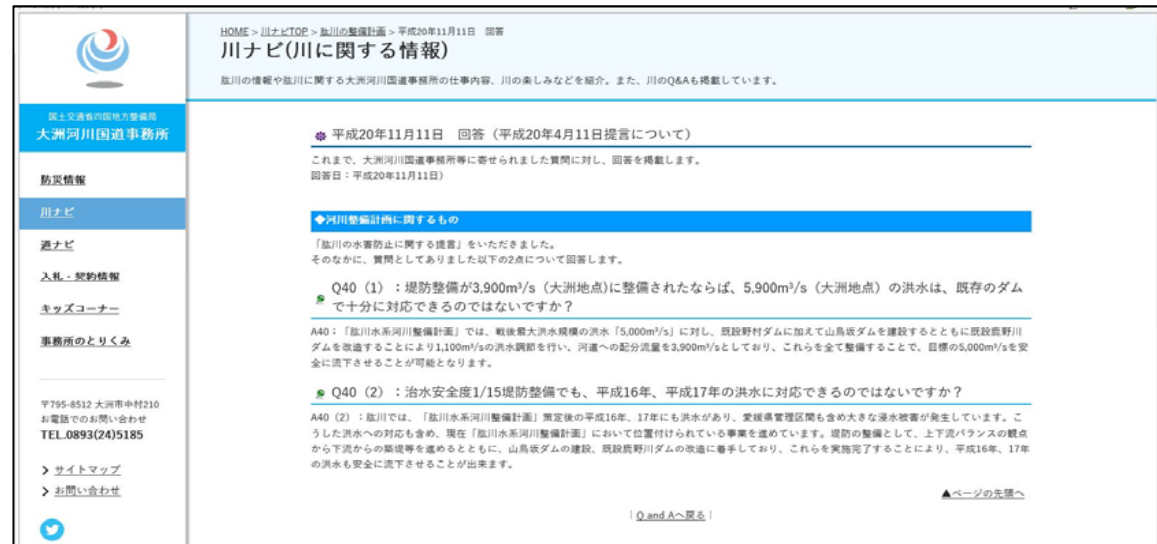 HOME > 川ナビTOP > 肱川の整備計画 > 平成20年11月11日 回答
川ナビ(川に関する情報)
肱川の情報や肱川に関する大洲河川国道事務所の仕事内容、川の楽しみなどを紹介。また、川のQ&Aも掲載しています。
国土交通省四国地方整備局
大洲河川国道事務所
防災情報
川ナビ
道ナビ
入札・契約情報
キッズコーナー
事務所のとりくみ
〒795-8512 大洲市中村210
お電話でのお問い合わせ
TEL.0893(24)5185
サイトマップ
お問い合わせ
平成20年11月11日 回答（平成20年4月11日提言について）
これまで、大洲河川国道事務所等に寄せられました質問に対し、回答を掲載します。
回答日：平成20年11月11日）
◆河川整備計画に関するもの
「肱川の水害防止に関する提言」をいただきました。
そのなかに、質問としてありました以下の2点について回答します。
Q40（1）：堤防整備が3,900m³/s（大洲地点)に整備されたならば、5,900m³/s（大洲地点）の洪水は、既存のダム
で十分に対応できるのではないですか？
A40：「肱川水系河川整備計画」では、戦後最大洪水規模の洪水「5,000m³/s」に対し、既設野村ダムに加えて山鳥坂ダムを建設するとともに既設鹿野川
ダムを改造することにより1,100m³/sの洪水調節を行い、河道への配分流量を3,900m³/sとしており、これらを全て整備することで、目標の5,000m³/sを安
全に流下させることが可能となります。
Q40（2）：治水安全度1/15堤防整備でも、平成16年、平成17年の洪水に対応できるのではないですか？
A40（2）：肱川では、「肱川水系河川整備計画」策定後の平成16年、17年にも洪水があり、愛媛県管理区間も含め大きな浸水被害が発生しています。こ
うした洪水への対応も含め、現在「肱川水系河川整備計画」において位置付けられている事業を進めています。堤防の整備として、上下流バランスの観点
から下流からの築堤等を進めるとともに、山鳥坂ダムの建設、既設鹿野川ダムの改造に着手しており、これらを実施完了することにより、平成16年、17年
の洪水も安全に流下させることが出来ます。
▲ページの先頭へ
| Q and Aへ戻る |